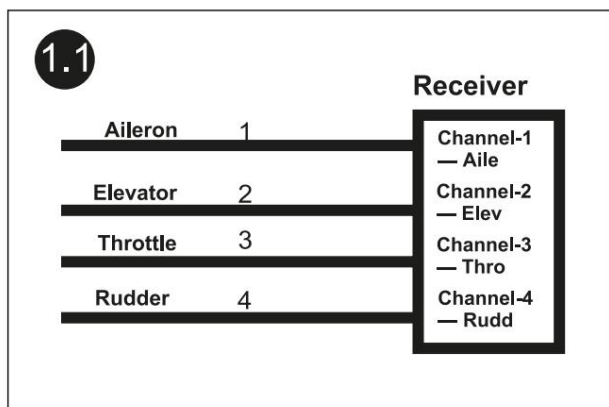 1.1
Receiver
Aileron 1
Channel-1
— Aile
Elevator 2
Channel-2
— Elev
Throttle 3
Channel-3
— Thro
Rudder 4
Channel-4
— Rudd